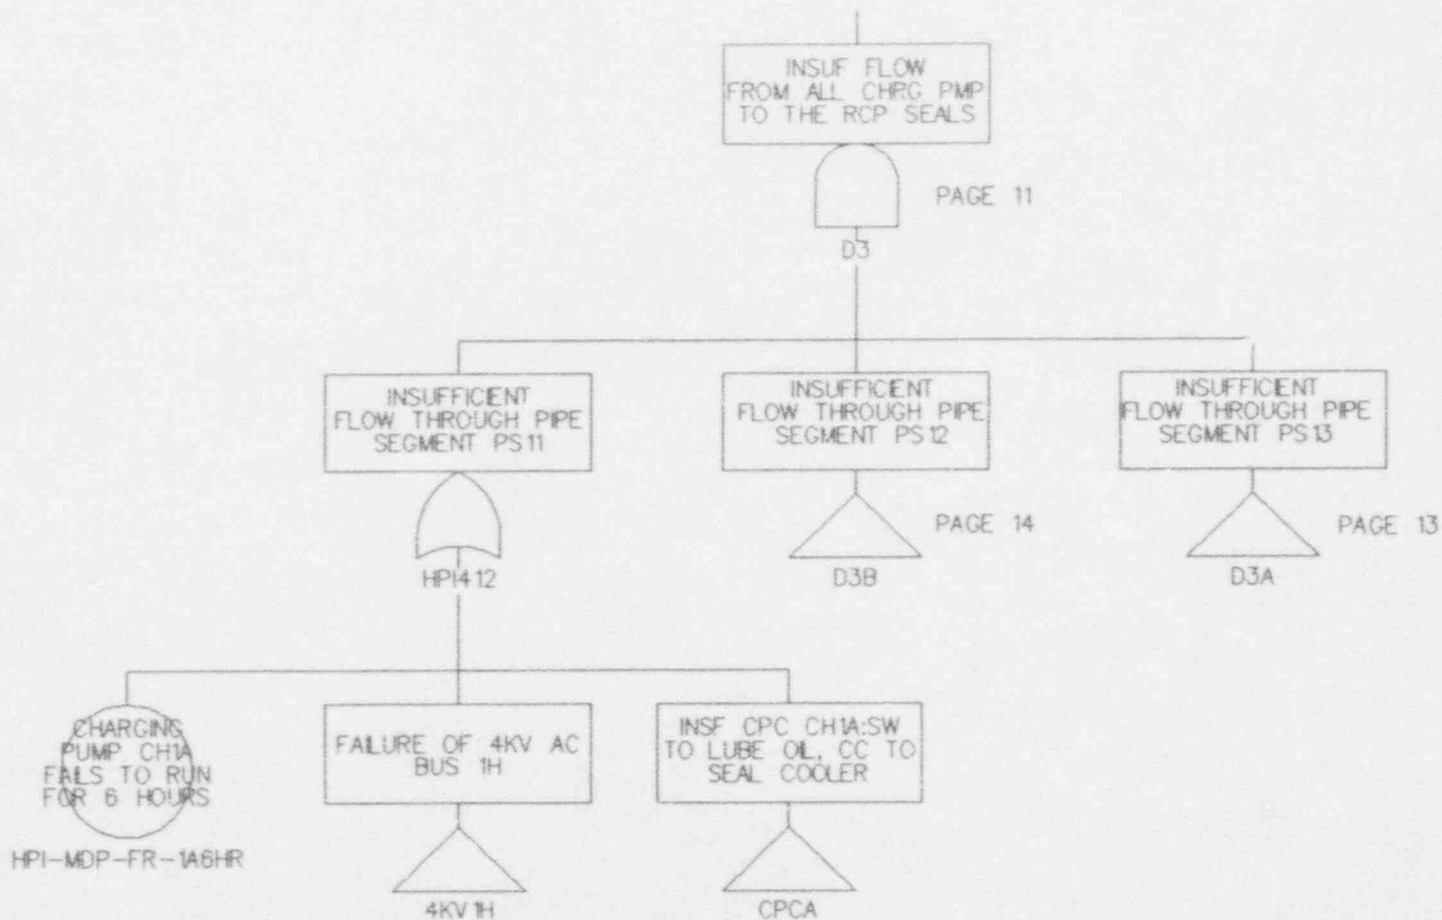 INSUF FLOW
FROM ALL CHRG PMP
TO THE RCP SEALS
PAGE 11
D3
INSUFFICIENT
FLOW THROUGH PIPE
SEGMENT PS11
INSUFFICIENT
FLOW THROUGH PIPE
SEGMENT PS12
INSUFFICIENT
FLOW THROUGH PIPE
SEGMENT PS13
HPI412
PAGE 14
D3B
PAGE 13
D3A
CHARGING
PUMP CH1A
FAILS TO RUN
FOR 6 HOURS
HPI-MDP-FR-1A6HR
FAILURE OF 4KV AC
BUS 1H
4KV1H
INSF CPC CH1A:SW
TO LUBE OIL, CC TO
SEAL COOLER
CPCA